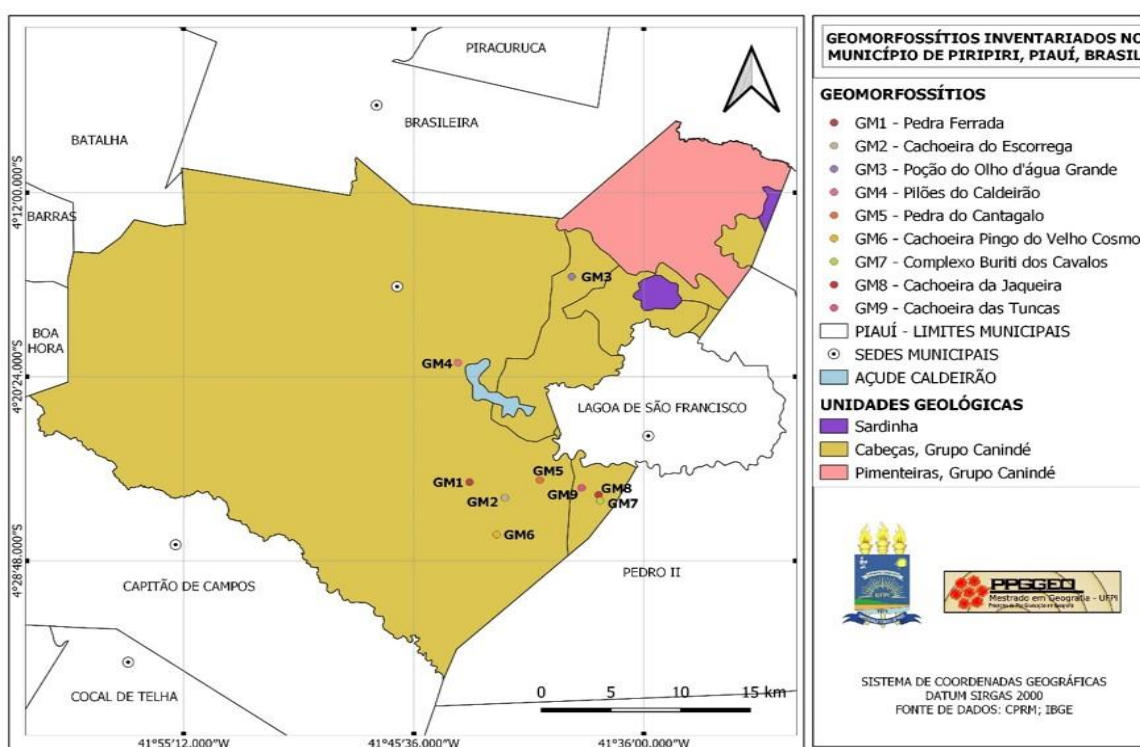 PIRACURUCA
BRASILEIRA
BATALHA
BARRAS
BOA
HORA
GM3
GM4
LAGOA DE SÃO FRANCISCO
GM1
GM5
GM2
GM9
GM8
GM7
GM6
PEDRO II
CAPITÃO DE CAMPOS
COCAL DE TELHA
0 5 10 15 km
4°12'00.000"S
4°20'24.000"S
4°28'48.000"S
41°55'12.000"W
41°45'36.000"W
41°36'00.000"W
GEOMORFOSSÍTIOS INVENTARIADOS NO
MUNICÍPIO DE PIRIPIRI, PIAUÍ, BRASIL
GEOMORFOSSÍTIOS
GM1 - Pedra Ferrada
GM2 - Cachoeira do Escorrega
GM3 - Poção do Olho d'água Grande
GM4 - Pilões do Caldeirão
GM5 - Pedra do Cantagalo
GM6 - Cachoeira Pingo do Velho Cosmo
GM7 - Complexo Buriti dos Cavalos
GM8 - Cachoeira da Jaqueira
GM9 - Cachoeira das Tuncas
PIAUÍ - LIMITES MUNICIPAIS
SEDES MUNICIPAIS
AÇUDE CALDEIRÃO
UNIDADES GEOLÓGICAS
Sardinha
Cabeças, Grupo Canindé
Pimenteiras, Grupo Canindé
PPGGEO
Mestrado em Geografia - UFPI
SISTEMA DE COORDENADAS GEOGRÁFICAS
DATUM SIRGAS 2000
FONTE DE DADOS: CPRM; IBGE